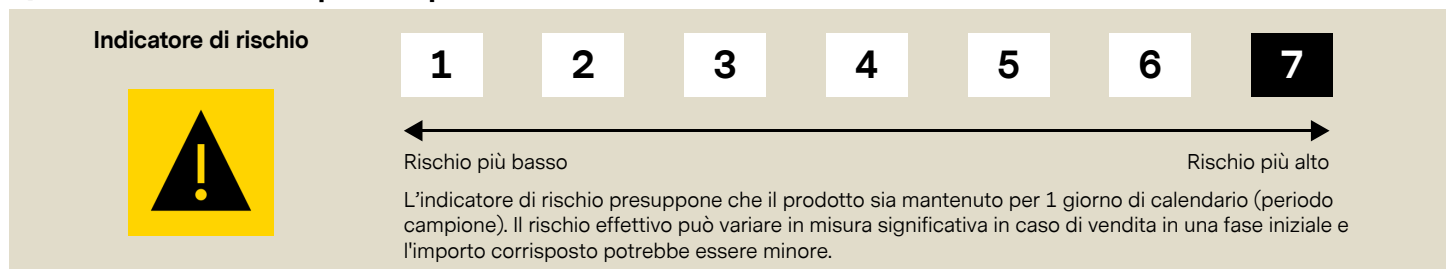 Indicatore di rischio
1 2 3 4 5 6 7
Rischio più basso Rischio più alto
L'indicatore di rischio presuppone che il prodotto sia mantenuto per 1 giorno di calendario (periodo
campione). Il rischio effettivo può variare in misura significativa in caso di vendita in una fase iniziale e
l'importo corrisposto potrebbe essere minore.